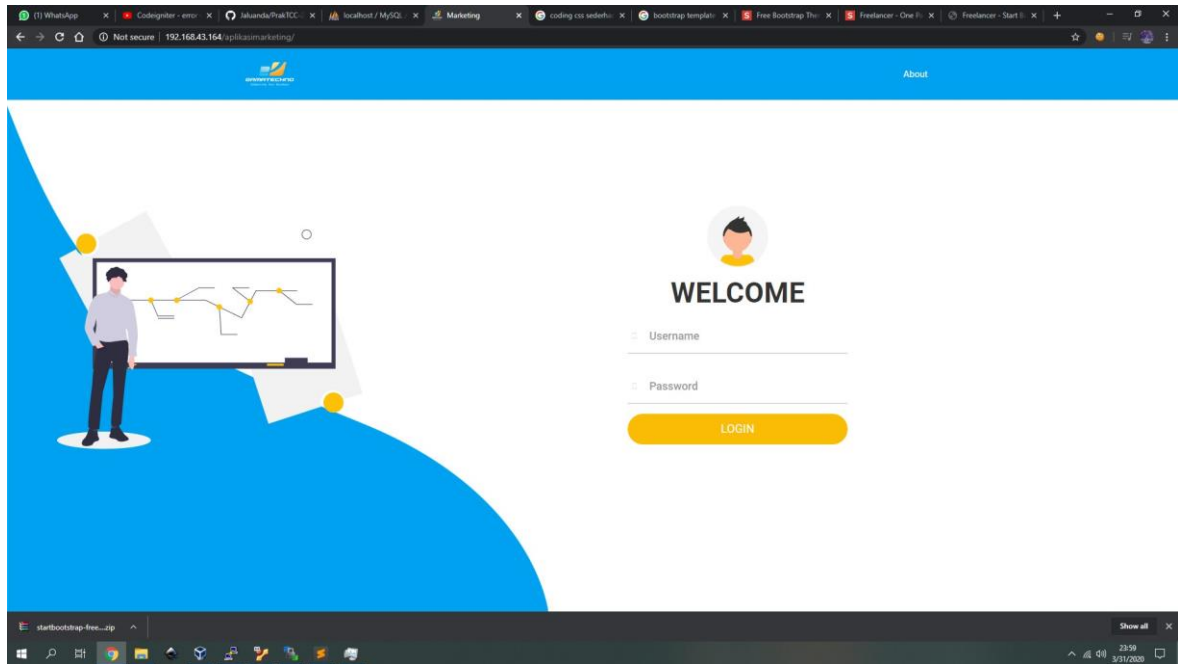 (1) WhatsApp
Codeigniter - error
Jaluanda/PrakTCC-
localhost / MySQL
Marketing
coding css sederha
bootstrap template
Free Bootstrap The
Freelancer - One P
Freelancer - Start B
Not secure | 192.168.43.164/aplikasimarketing/
GAMATECHNO
About
WELCOME
Username
Password
LOGIN
startbootstrap-free....zip
Show all
23:59
3/31/2020